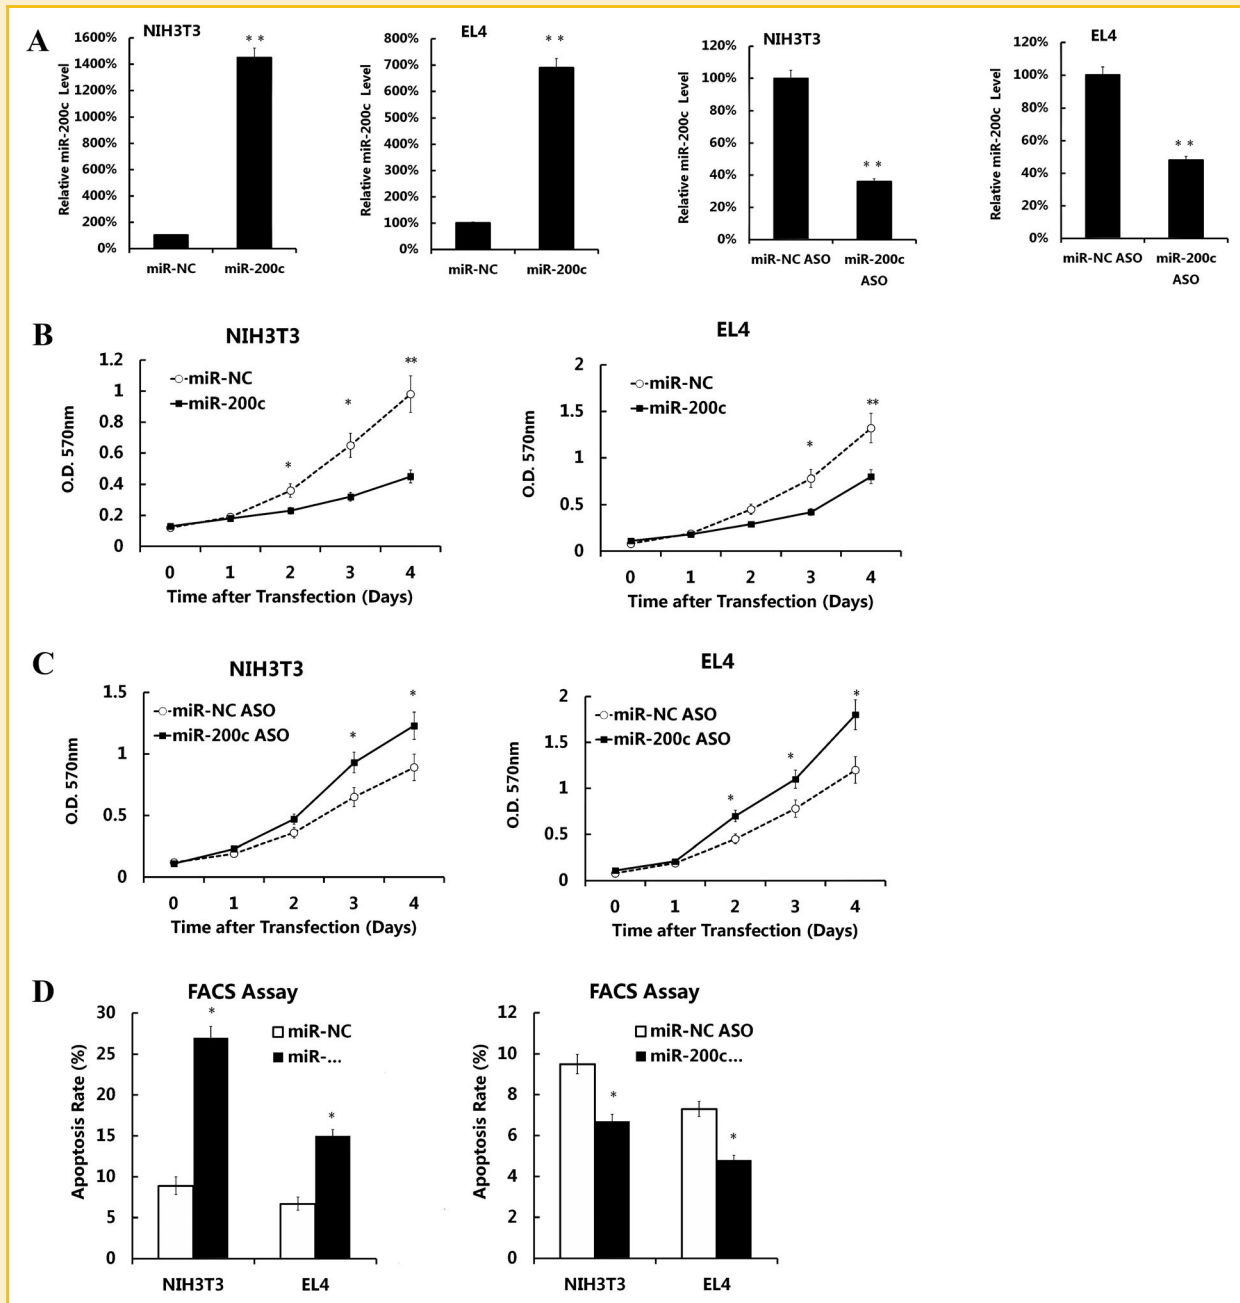 A
NIH3T3
Relative miR-200c Level
1600%
1400%
1200%
1000%
800%
600%
400%
200%
0%
**
miR-NC
miR-200c
EL4
Relative miR-200c Level
800%
700%
600%
500%
400%
300%
200%
100%
0%
**
miR-NC
miR-200c
NIH3T3
Relative miR-200c Level
120%
100%
80%
60%
40%
20%
0%
**
miR-NC ASO
miR-200c
ASO
EL4
Relative miR-200c Level
120%
100%
80%
60%
40%
20%
0%
**
miR-NC ASO
miR-200c
ASO
B
NIH3T3
O.D. 570nm
1.2
1
0.8
0.6
0.4
0.2
0
miR-NC
miR-200c
*
*
**
0 1 2 3 4
Time after Transfection (Days)
EL4
O.D. 570nm
2
1.5
1
0.5
0
miR-NC
miR-200c
*
**
0 1 2 3 4
Time after Transfection (Days)
C
NIH3T3
O.D. 570nm
1.5
1
0.5
0
miR-NC ASO
miR-200c ASO
*
*
0 1 2 3 4
Time after Transfection (Days)
EL4
O.D. 570nm
2
1.5
1
0.5
0
miR-NC ASO
miR-200c ASO
*
*
*
0 1 2 3 4
Time after Transfection (Days)
D
FACS Assay
Apoptosis Rate (%)
30
25
20
15
10
5
0
miR-NC
miR-...
*
*
NIH3T3 EL4
FACS Assay
Apoptosis Rate (%)
12
10
8
6
4
2
0
miR-NC ASO
miR-200c...
*
*
NIH3T3 EL4